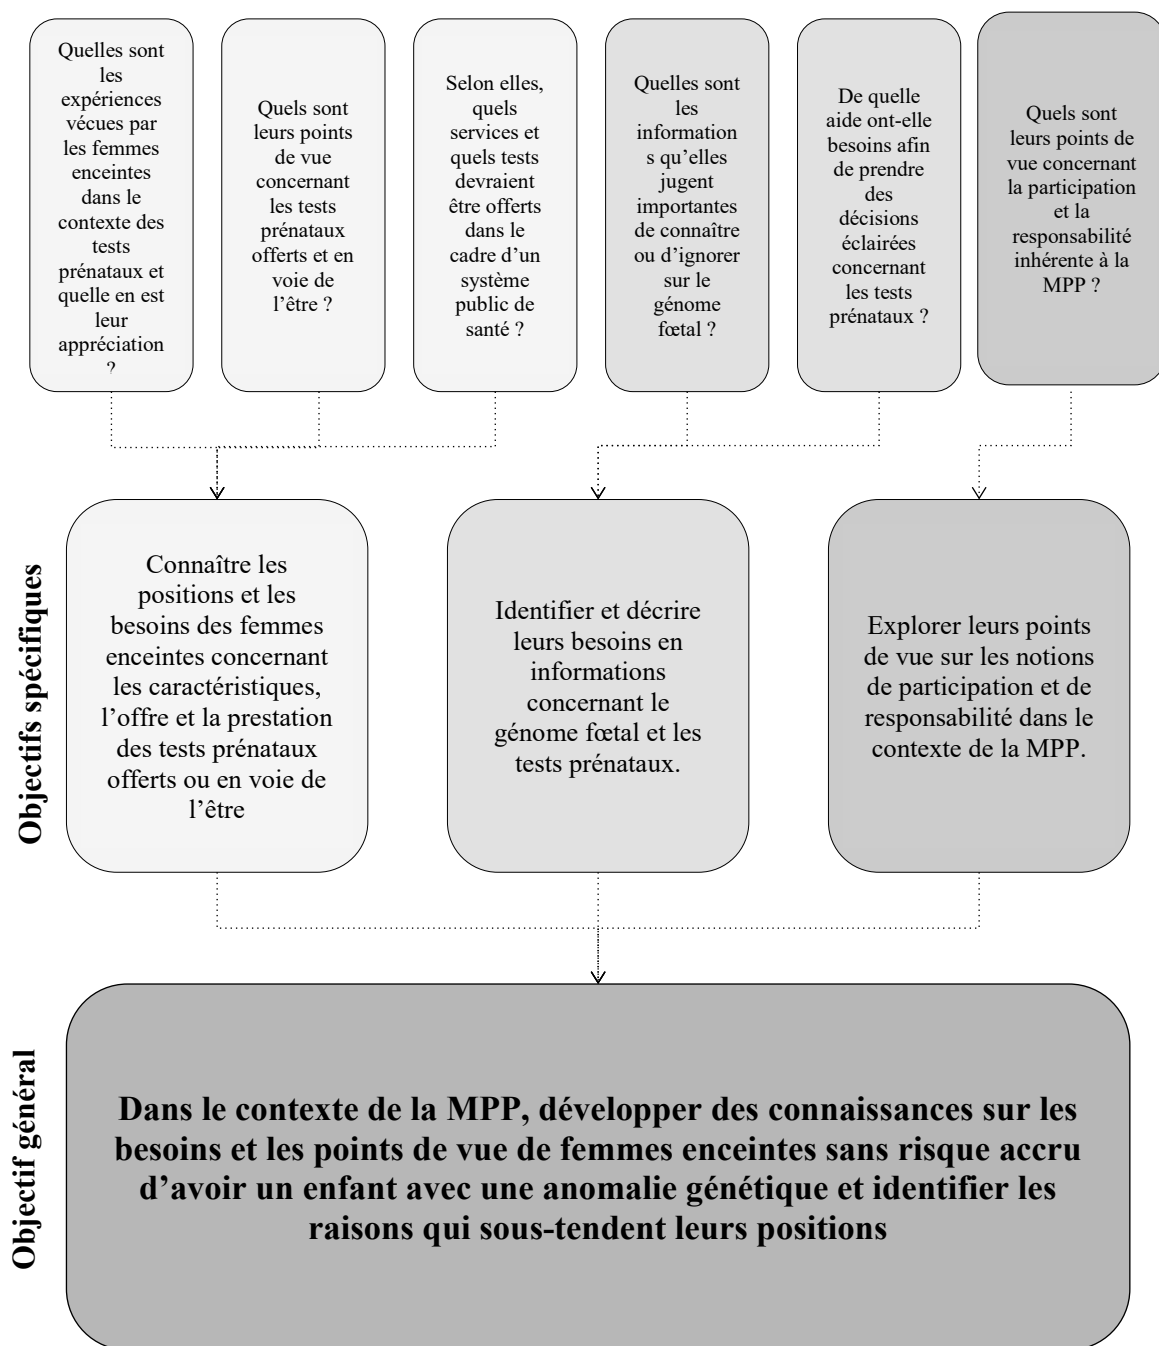 Quelles sont
les
expériences
vécues par
les femmes
enceintes
dans le
contexte des
tests
prénataux et
quelle en est
leur
appréciation
?
Quels sont
leurs points
de vue
concernant
les tests
prénataux
offerts et en
voie de
l’être ?
Selon elles,
quels
services et
quels tests
devraient
être offerts
dans le
cadre d’un
système
public de
santé ?
Quelles sont
les
information
s qu’elles
jugent
importantes
de connaître
ou d’ignorer
sur le
génome
fœtal ?
De quelle
aide ont-elle
besoins afin
de prendre
des
décisions
éclairées
concernant
les tests
prénataux ?
Quels sont
leurs points de
vue concernant
la participation
et la
responsabilité
inhérente à la
MPP ?
Objectifs spécifiques
Connaître les
positions et les
besoins des femmes
enceintes concernant
les caractéristiques,
l’offre et la prestation
des tests prénataux
offerts ou en voie de
l’être
Identifier et décrire
leurs besoins en
informations
concernant le
génome fœtal et les
tests prénataux.
Explorer leurs points
de vue sur les notions
de participation et de
responsabilité dans le
contexte de la MPP.
Objectif général
Dans le contexte de la MPP, développer des connaissances sur les
besoins et les points de vue de femmes enceintes sans risque accru
d’avoir un enfant avec une anomalie génétique et identifier les
raisons qui sous-tendent leurs positions